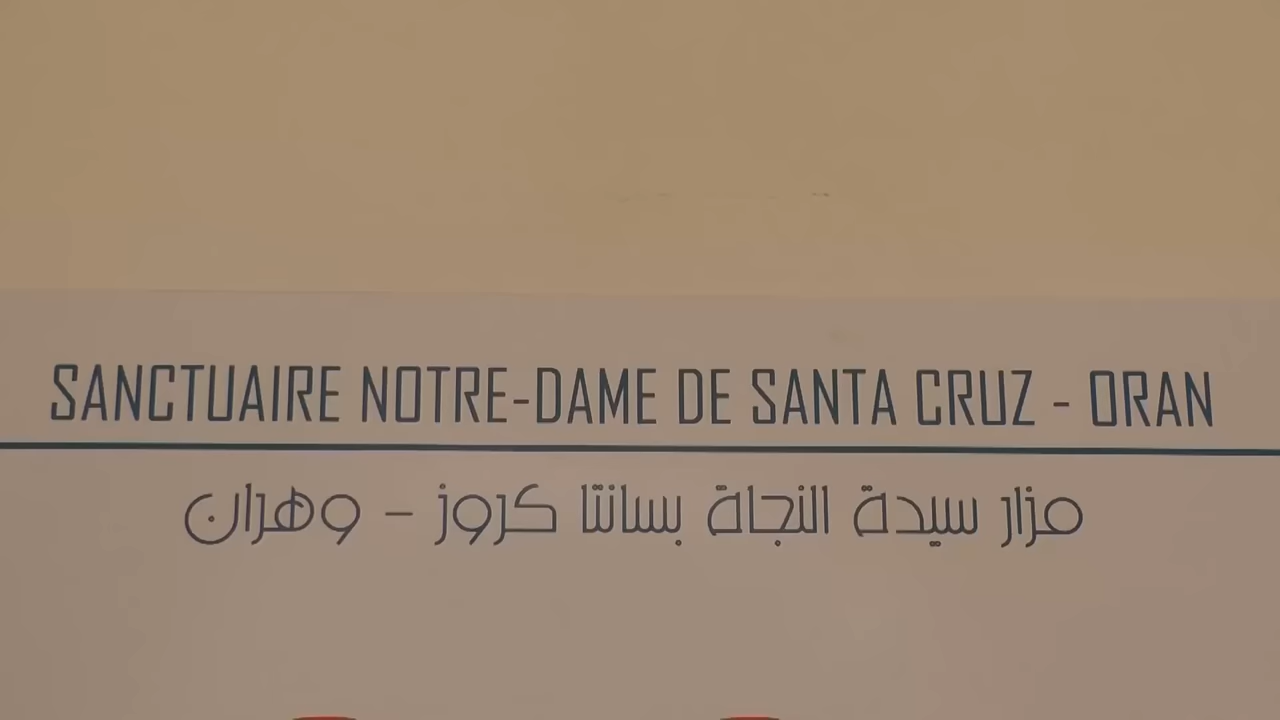 SANCTUAIRE NOTRE-DAME DE SANTA CRUZ - ORAN
مزار سيدة النجاة بسانتا كروز - وهران